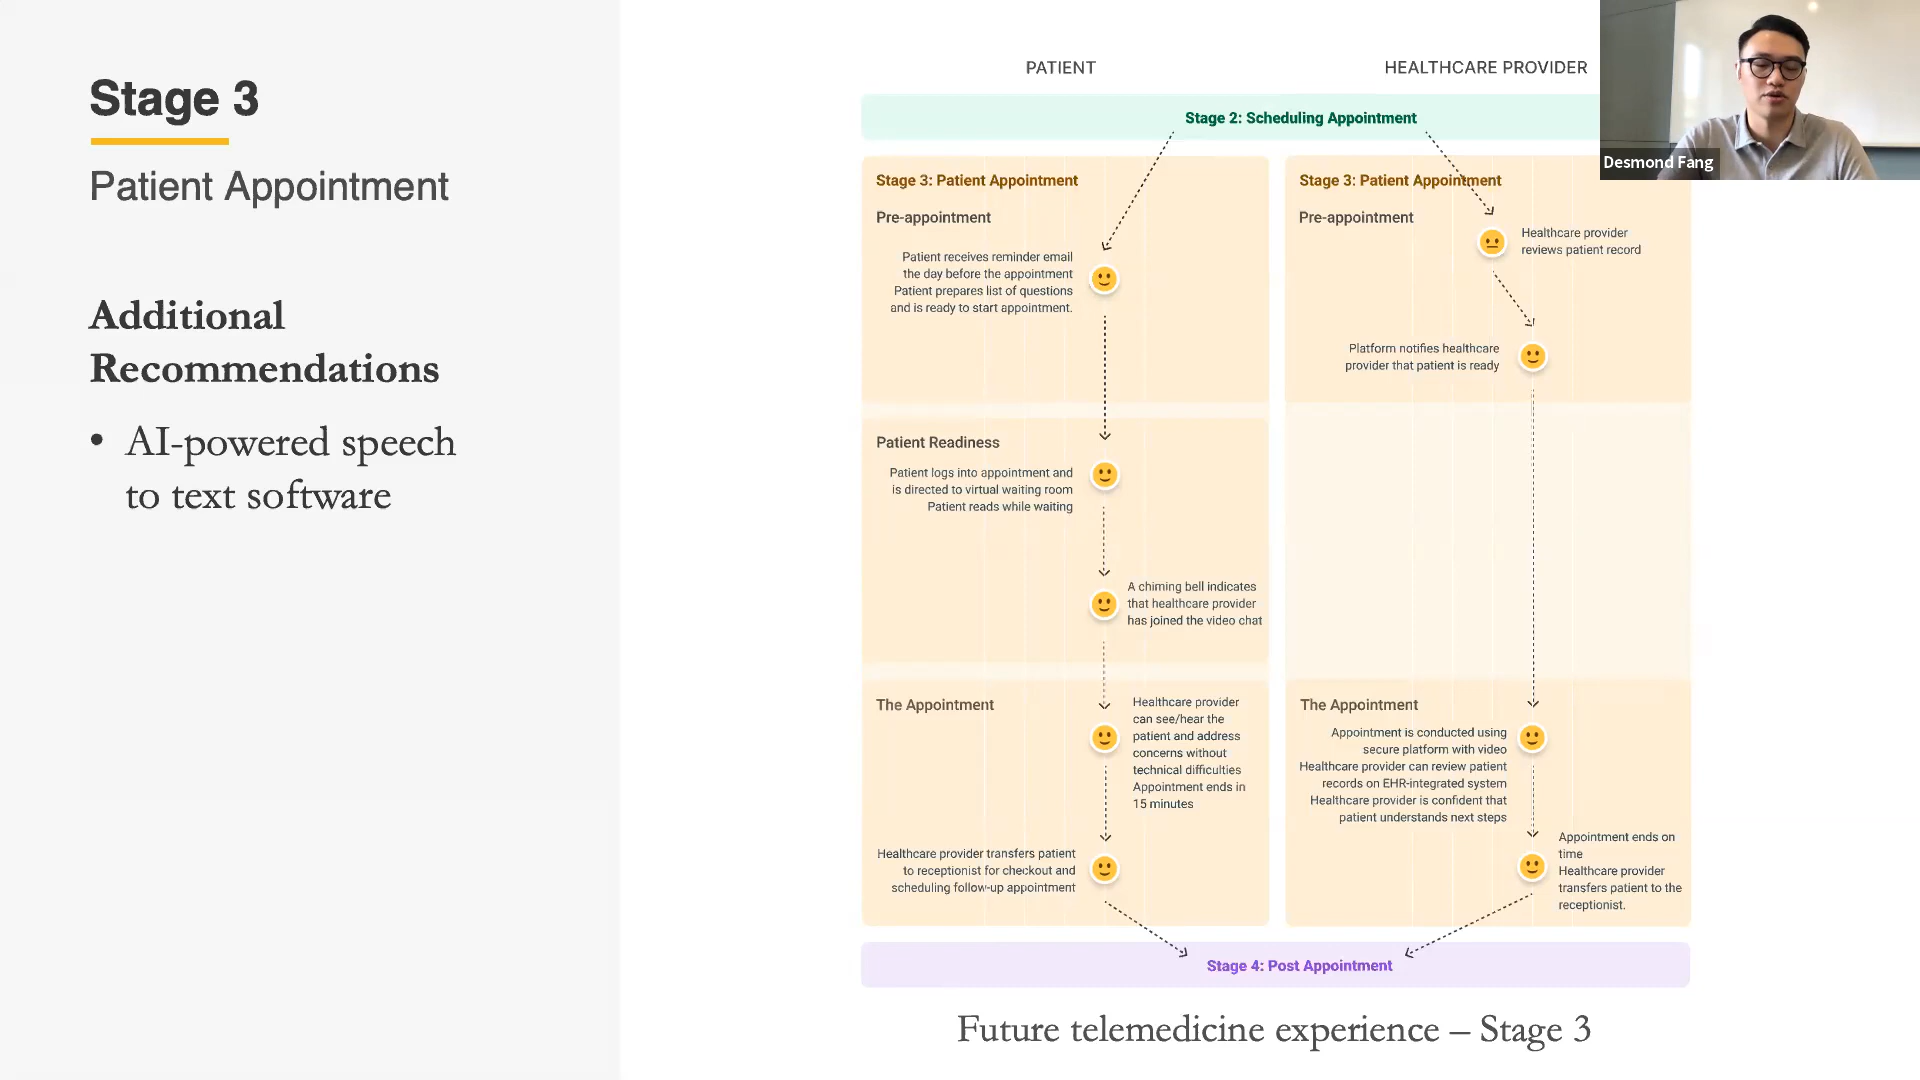 Stage 3
Patient Appointment
Additional
Recommendations
• AI-powered speech
to text software
PATIENT
HEALTHCARE PROVIDER
Stage 2: Scheduling Appointment
Stage 3: Patient Appointment
Pre-appointment
Patient receives reminder email
the day before the appointment
Patient prepares list of questions
and is ready to start appointment.
Patient Readiness
Patient logs into appointment and
is directed to virtual waiting room
Patient reads while waiting
A chiming bell indicates
that healthcare provider
has joined the video chat
The Appointment
Healthcare provider
can see/hear the
patient and address
concerns without
technical difficulties
Appointment ends in
15 minutes
Healthcare provider transfers patient
to receptionist for checkout and
scheduling follow-up appointment
Stage 3: Patient Appointment
Pre-appointment
Healthcare provider
reviews patient record
Platform notifies healthcare
provider that patient is ready
The Appointment
Appointment is conducted using
secure platform with video
Healthcare provider can review patient
records on EHR-integrated system
Healthcare provider is confident that
patient understands next steps
Appointment ends on
time
Healthcare provider
transfers patient to the
receptionist.
Stage 4: Post Appointment
Future telemedicine experience – Stage 3
Desmond Fang